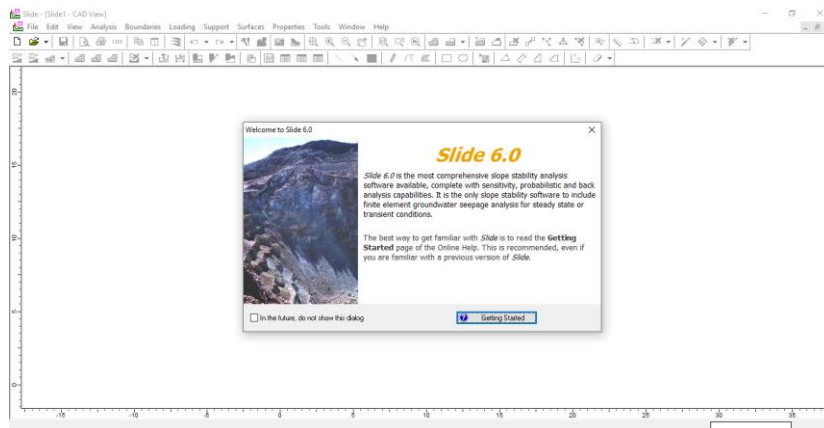 Slide - [Slide1 - CAD View]
File Edit View Analysis Boundaries Loading Support Surfaces Properties Tools Window Help
Welcome to Slide 6.0
Slide 6.0
Slide 6.0 is the most comprehensive slope stability analysis
software available, complete with sensitivity, probabilistic and back
analysis capabilities. It is the only slope stability software to include
finite element groundwater seepage analysis for steady state or
transient conditions.
The best way to get familiar with Slide is to read the Getting
Started page of the Online Help. This is recommended, even if
you are familiar with a previous version of Slide.
In the future, do not show this dialog
Getting Started
20
15
10
5
0
-15 -10 -5 0 5 10 15 20 25 30 35